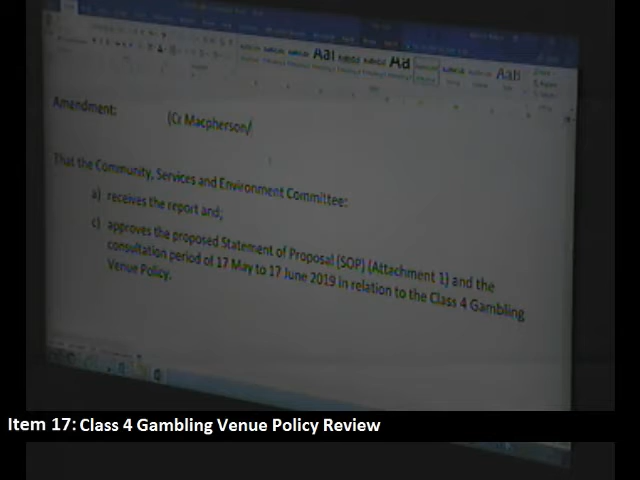 Amendment: (Cr Macpherson/
That the Community, Services and Environment Committee:
a) receives the report and;
c) approves the proposed Statement of Proposal (SOP) (Attachment 1) and the
consultation period of 17 May to 17 June 2019 in relation to the Class 4 Gambling
Venue Policy.
Item 17: Class 4 Gambling Venue Policy Review